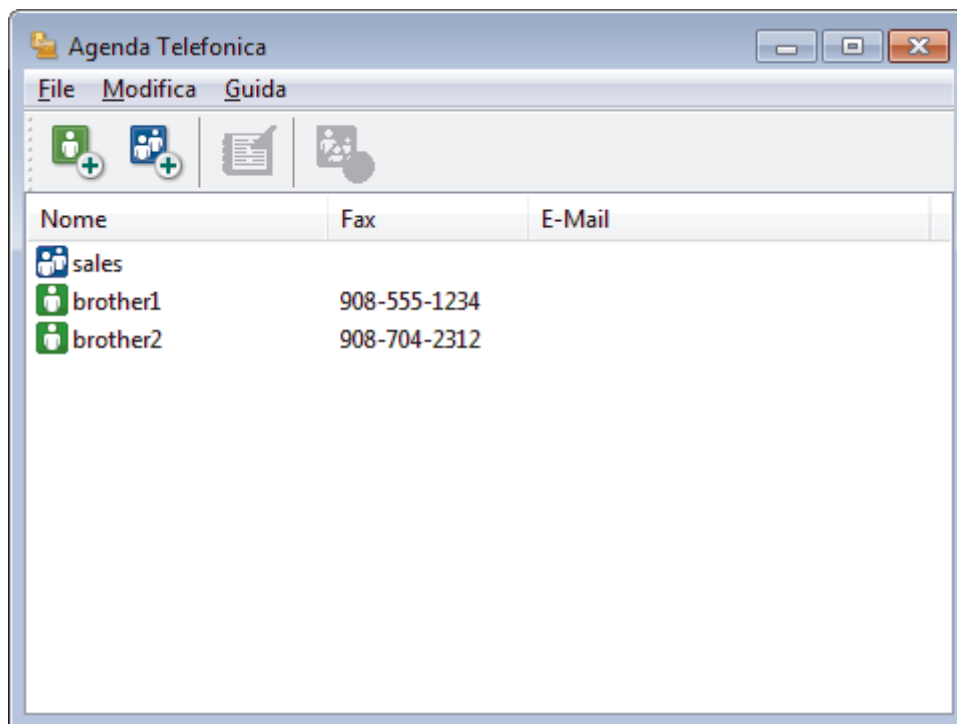 Agenda Telefonica
File Modifica Guida
Nome Fax E-Mail
sales
brother1 908-555-1234
brother2 908-704-2312